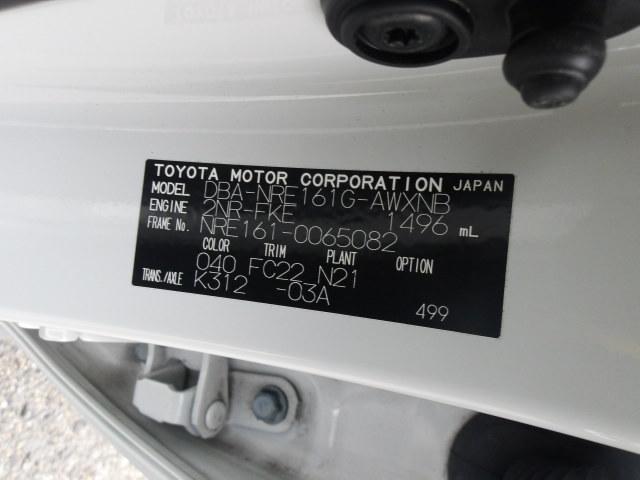 TOYOTA MOTOR CORPORATION JAPAN
MODEL DBA-NRE161G-AWXNB
ENGINE 2NR-FKE 1496 mL
FRAME No. NRE161-0065082
COLOR TRIM PLANT OPTION
040 FC22 N21
TRANS./AXLE K312 -03A
499